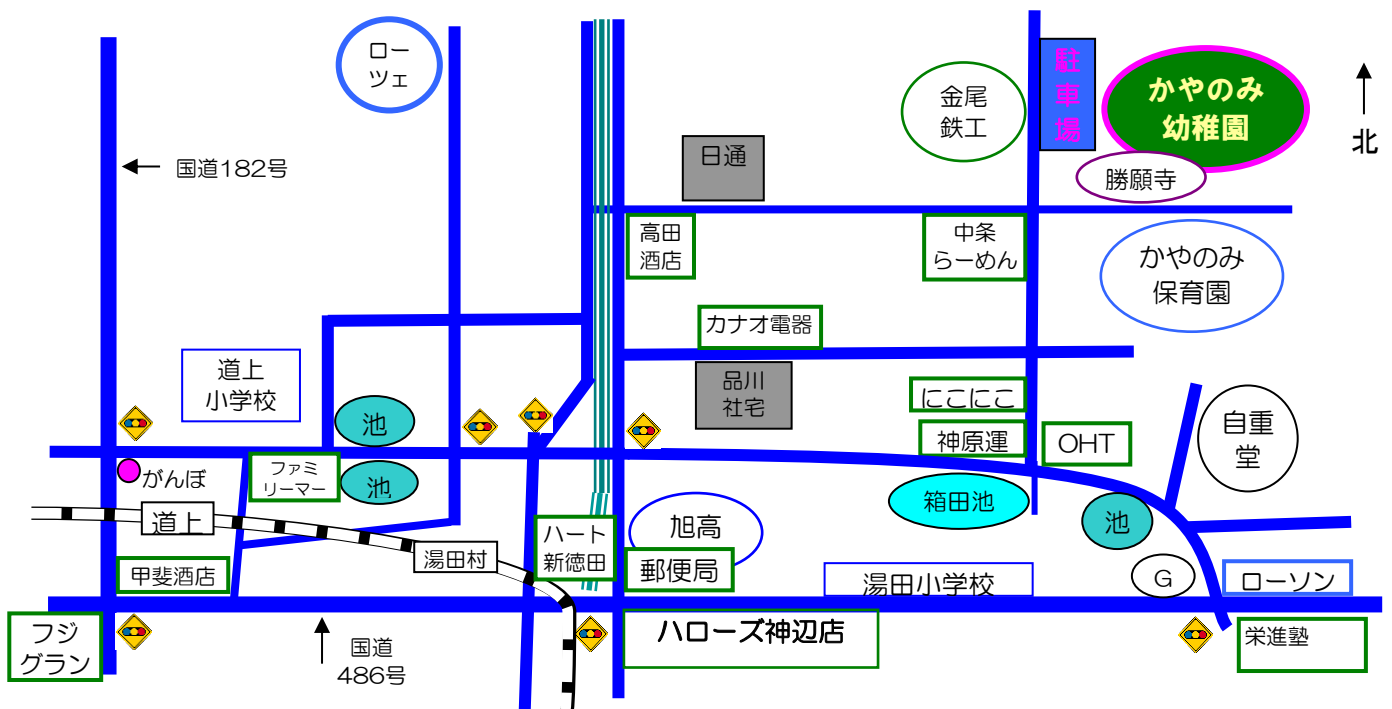 ロー
ツェ
金尾
鉄工
駐
車
場
かやのみ
幼稚園
北
国道182号
日通
勝願寺
高田
酒店
中条
らーめん
かやのみ
保育園
カナオ電器
道上
小学校
品川
社宅
にこにこ
池
神原運
OHT
自重
堂
がんぼ
ファミ
リーマー
池
箱田池
池
道上
湯田村
ハート
新徳田
旭高
郵便局
甲斐酒店
湯田小学校
G
ローソン
フジ
グラン
国道
486号
ハローズ神辺店
栄進塾